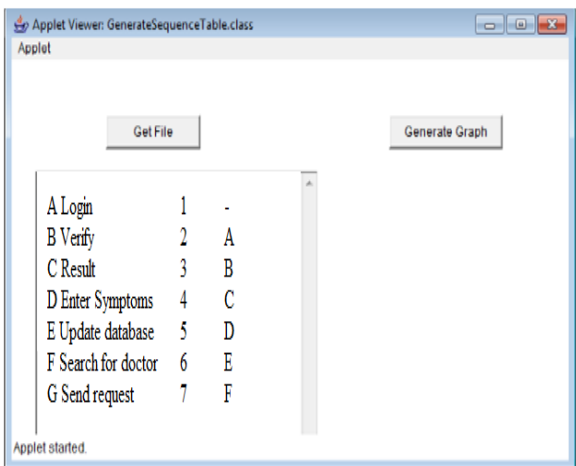 Applet Viewer: GenerateSequenceTable.class
Applet
Get File
Generate Graph
A Login 1 -
B Verify 2 A
C Result 3 B
D Enter Symptoms 4 C
E Update database 5 D
F Search for doctor 6 E
G Send request 7 F
Applet started.